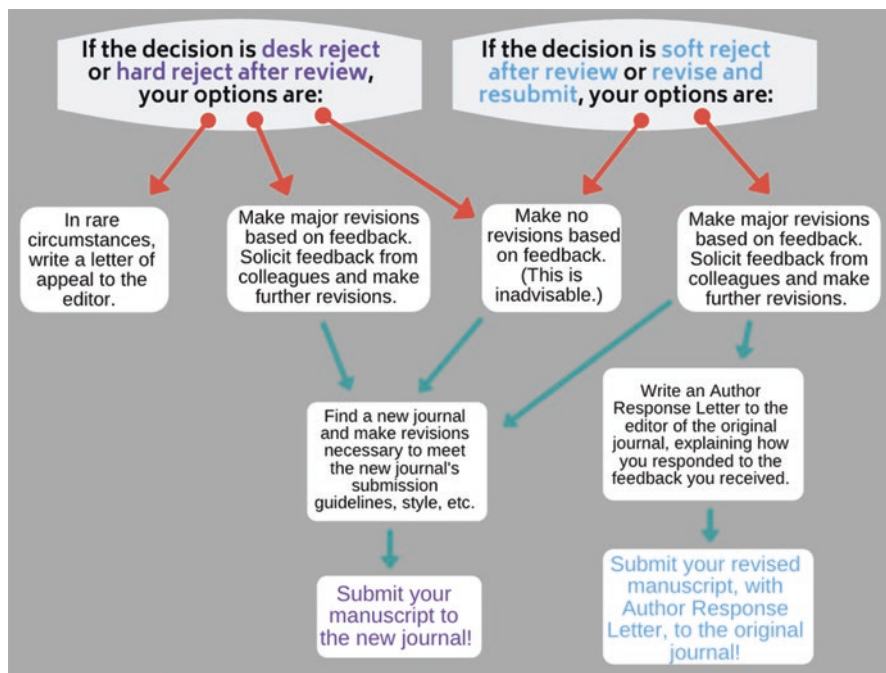 If the decision is desk reject
or hard reject after review,
your options are:
If the decision is soft reject
after review or revise and
resubmit, your options are:
In rare
circumstances,
write a letter of
appeal to the
editor.
Make major revisions
based on feedback.
Solicit feedback from
colleagues and make
further revisions.
Make no
revisions based
on feedback.
(This is
inadvisable.)
Make major revisions
based on feedback.
Solicit feedback from
colleagues and make
further revisions.
Find a new journal
and make revisions
necessary to meet
the new journal's
submission
guidelines, style, etc.
Write an Author
Response Letter to the
editor of the original
journal, explaining how
you responded to the
feedback you received.
Submit your
manuscript to
the new journal!
Submit your revised
manuscript, with
Author Response
Letter, to the original
journal!